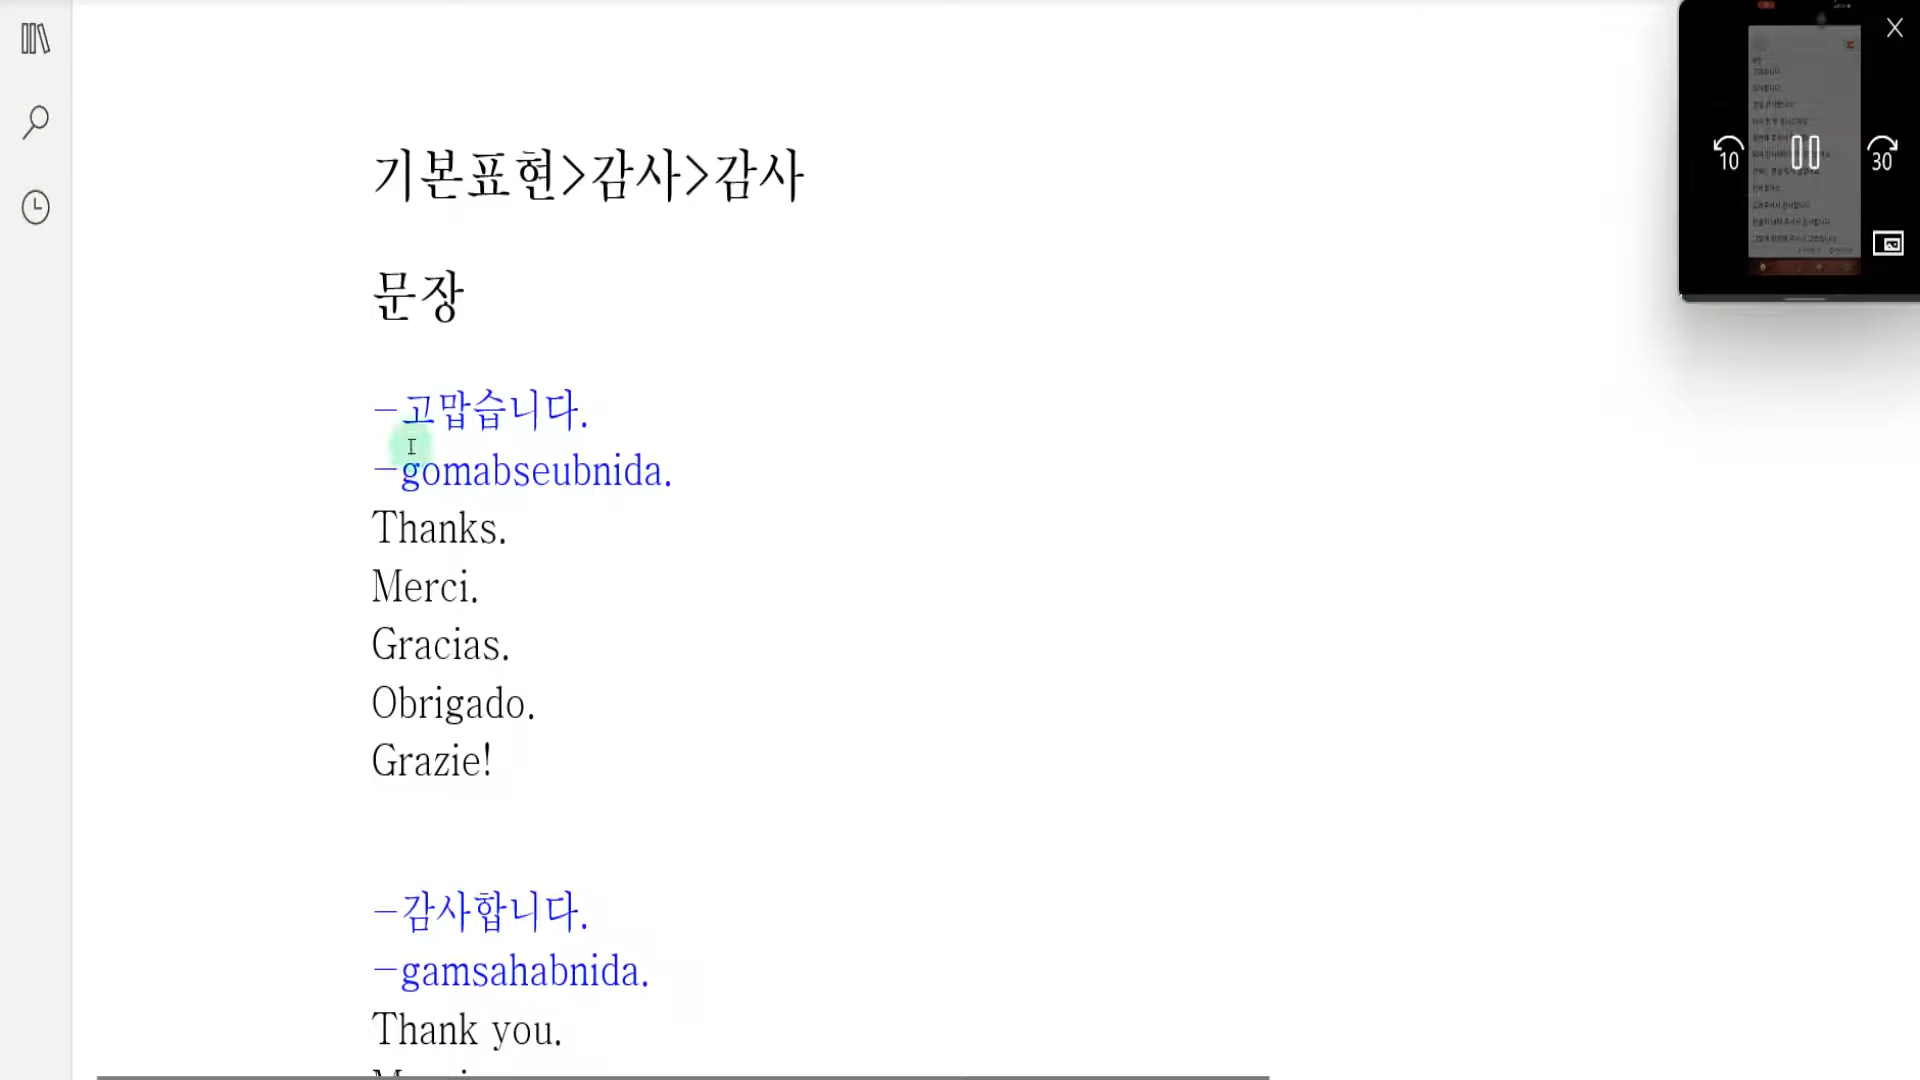 기본표현>감사>감사
문장
-고맙습니다.
-gomabseubnida.
Thanks.
Merci.
Gracias.
Obrigado.
Grazie!
-감사합니다.
-gamsahabnida.
Thank you.
10
30